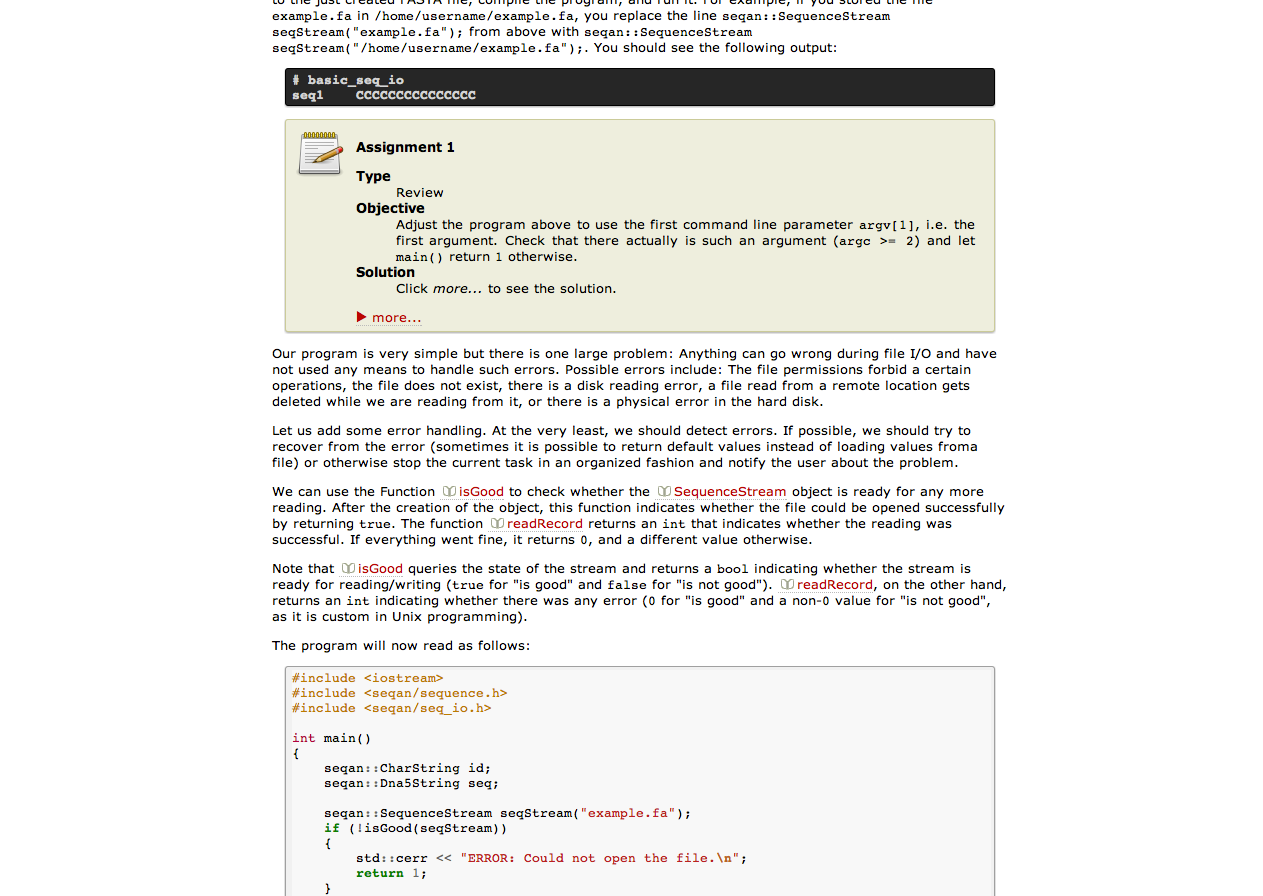 to the just created FASTA file, compile the program, and run it. For example, if you stored the file
example.fa in /home/username/example.fa, you replace the line seqan::SequenceStream
seqStream("example.fa"); from above with seqan::SequenceStream
seqStream("/home/username/example.fa");. You should see the following output:
# basic_seq_io
seq1    CCCCCCCCCCCCCCC
Assignment 1
Type
Review
Objective
Adjust the program above to use the first command line parameter argv[1], i.e. the
first argument. Check that there actually is such an argument (argc >= 2) and let
main() return 1 otherwise.
Solution
Click more... to see the solution.
more...
Our program is very simple but there is one large problem: Anything can go wrong during file I/O and have
not used any means to handle such errors. Possible errors include: The file permissions forbid a certain
operations, the file does not exist, there is a disk reading error, a file read from a remote location gets
deleted while we are reading from it, or there is a physical error in the hard disk.
Let us add some error handling. At the very least, we should detect errors. If possible, we should try to
recover from the error (sometimes it is possible to return default values instead of loading values froma
file) or otherwise stop the current task in an organized fashion and notify the user about the problem.
We can use the Function isGood to check whether the SequenceStream object is ready for any more
reading. After the creation of the object, this function indicates whether the file could be opened successfully
by returning true. The function readRecord returns an int that indicates whether the reading was
successful. If everything went fine, it returns 0, and a different value otherwise.
Note that isGood queries the state of the stream and returns a bool indicating whether the stream is
ready for reading/writing (true for "is good" and false for "is not good"). readRecord, on the other hand,
returns an int indicating whether there was any error (0 for "is good" and a non-0 value for "is not good",
as it is custom in Unix programming).
The program will now read as follows:
#include <iostream>
#include <seqan/sequence.h>
#include <seqan/seq_io.h>
int main()
{
    seqan::CharString id;
    seqan::Dna5String seq;
    seqan::SequenceStream seqStream("example.fa");
    if (!isGood(seqStream))
    {
        std::cerr << "ERROR: Could not open the file.\n";
        return 1;
    }